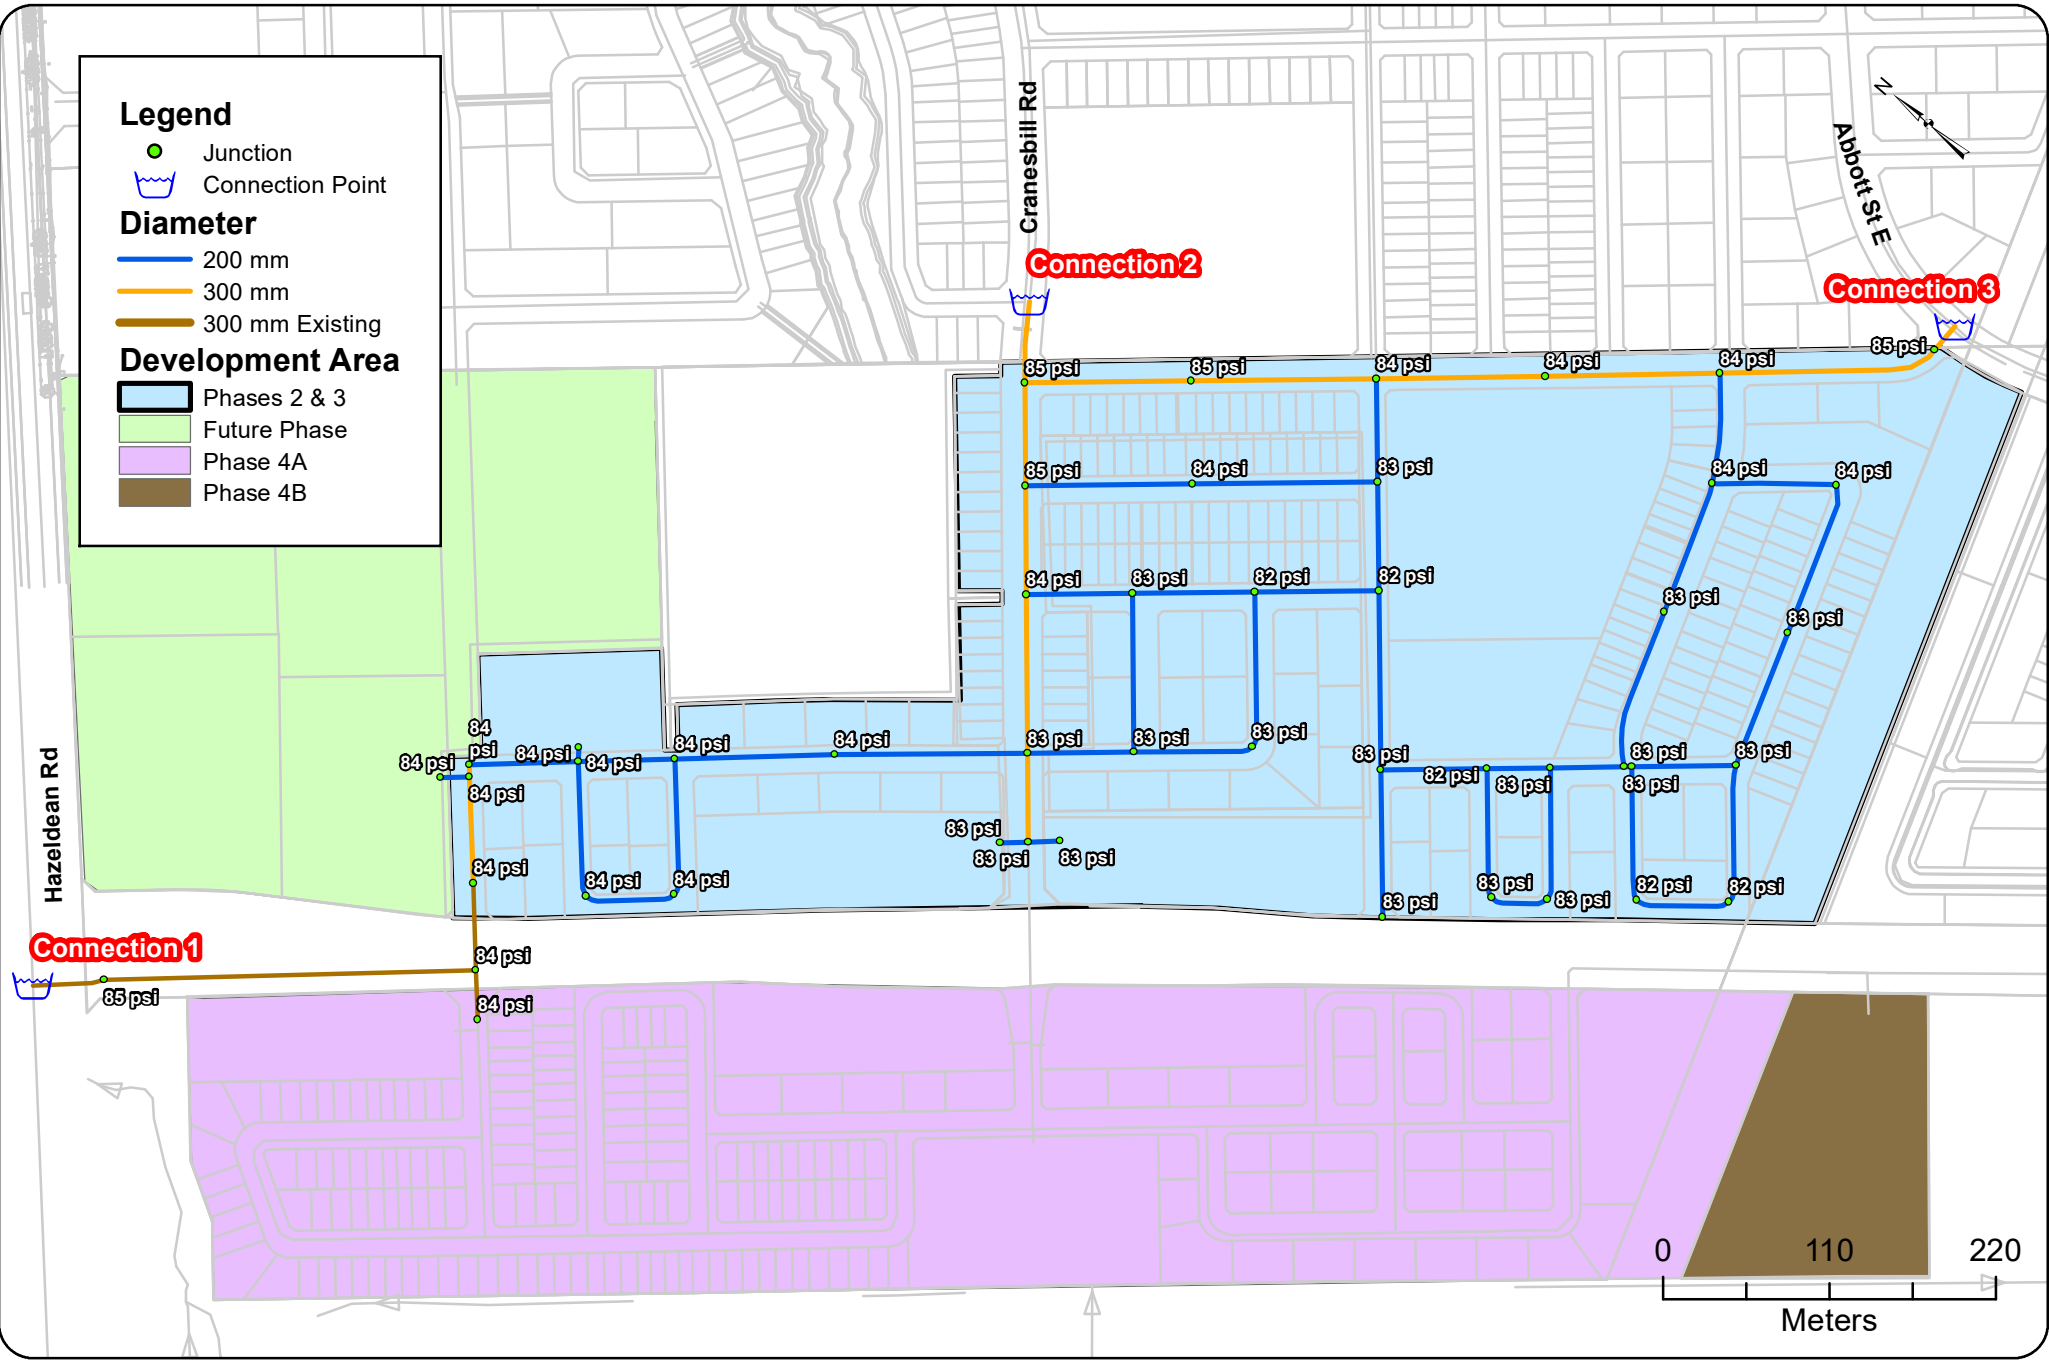 Legend
Junction
Connection Point
Diameter
200 mm
300 mm
300 mm Existing
Development Area
Phases 2 & 3
Future Phase
Phase 4A
Phase 4B
Cranesbill Rd
Abbott St E
N
Connection 2
Connection 3
85 psi
85 psi
84 psi
84 psi
84 psi
85 psi
85 psi
84 psi
83 psi
84 psi
84 psi
84 psi
83 psi
82 psi
82 psi
83 psi
83 psi
84
psi
84 psi
84 psi
84 psi
84 psi
84 psi
83 psi
83 psi
83 psi
83 psi
82 psi
83 psi
83 psi
83 psi
83 psi
84 psi
83 psi
83 psi
83 psi
84 psi
84 psi
84 psi
83 psi
83 psi
83 psi
82 psi
82 psi
Hazeldean Rd
Connection 1
85 psi
84 psi
84 psi
0 110 220
Meters